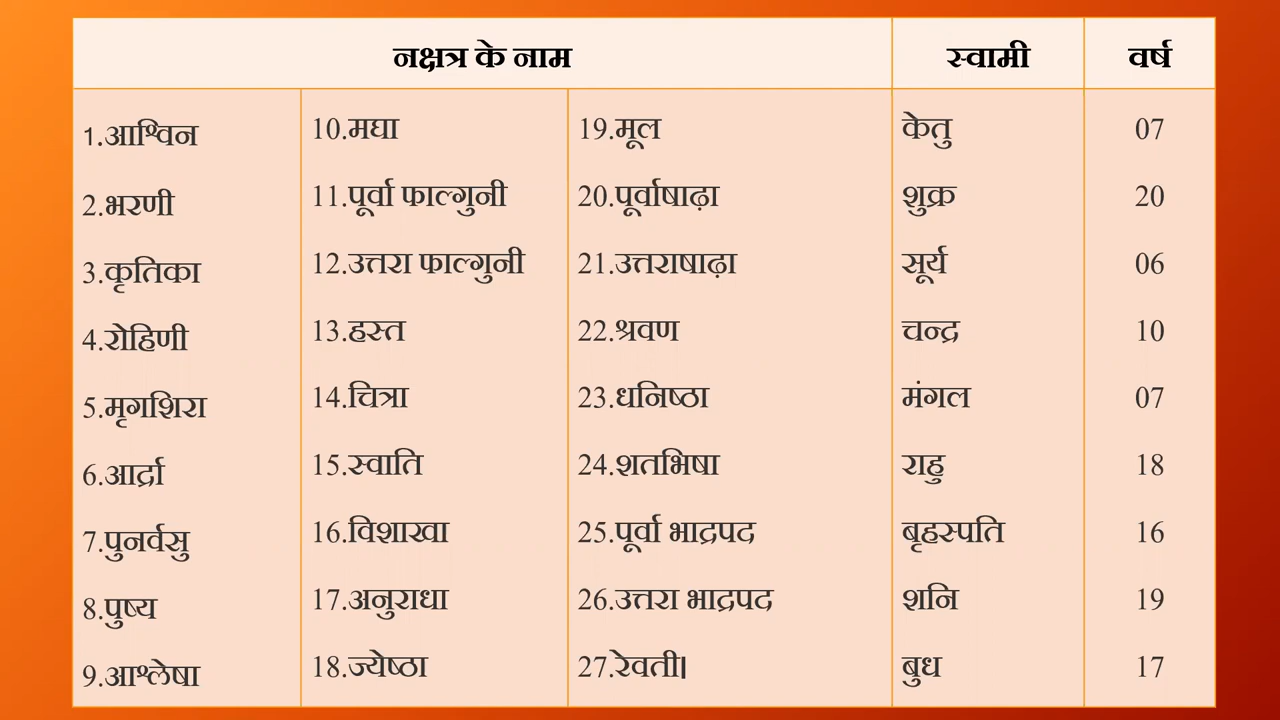 नक्षत्र के नाम स्वामी वर्ष
1.आश्विन 10.मघा 19.मूल केतु 07
2.भरणी 11.पूर्वा फाल्गुनी 20.पूर्वाषाढ़ा शुक्र 20
3.कृतिका 12.उत्तरा फाल्गुनी 21.उत्तराषाढ़ा सूर्य 06
4.रोहिणी 13.हस्त 22.श्रवण चन्द्र 10
5.मृगशिरा 14.चित्रा 23.धनिष्ठा मंगल 07
6.आर्द्रा 15.स्वाति 24.शतभिषा राहु 18
7.पुनर्वसु 16.विशाखा 25.पूर्वा भाद्रपद बृहस्पति 16
8.पुष्य 17.अनुराधा 26.उत्तरा भाद्रपद शनि 19
9.आश्लेषा 18.ज्येष्ठा 27.रेवती। बुध 17